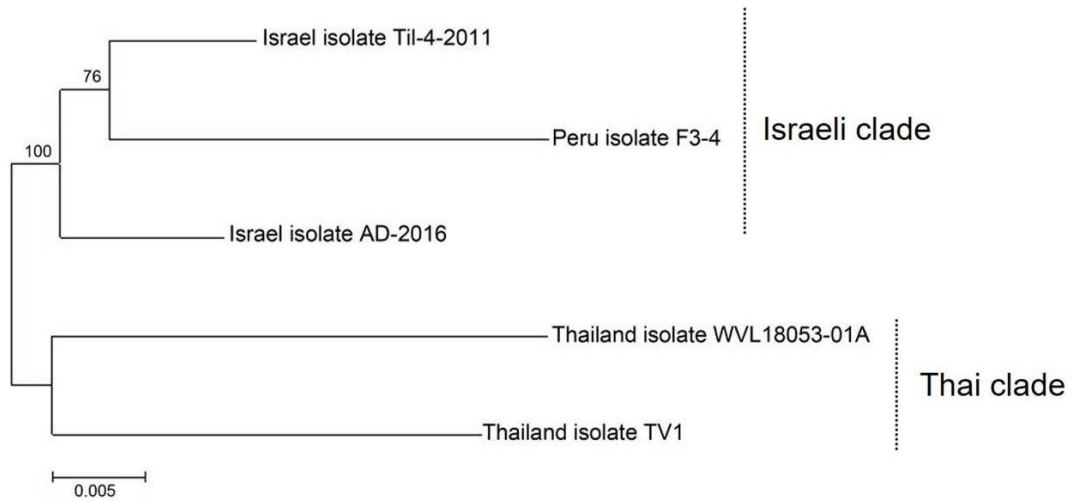 Israel isolate Til-4-2011
76
Peru isolate F3-4
Israeli clade
100
Israel isolate AD-2016
Thailand isolate WVL18053-01A
Thai clade
Thailand isolate TV1
0.005